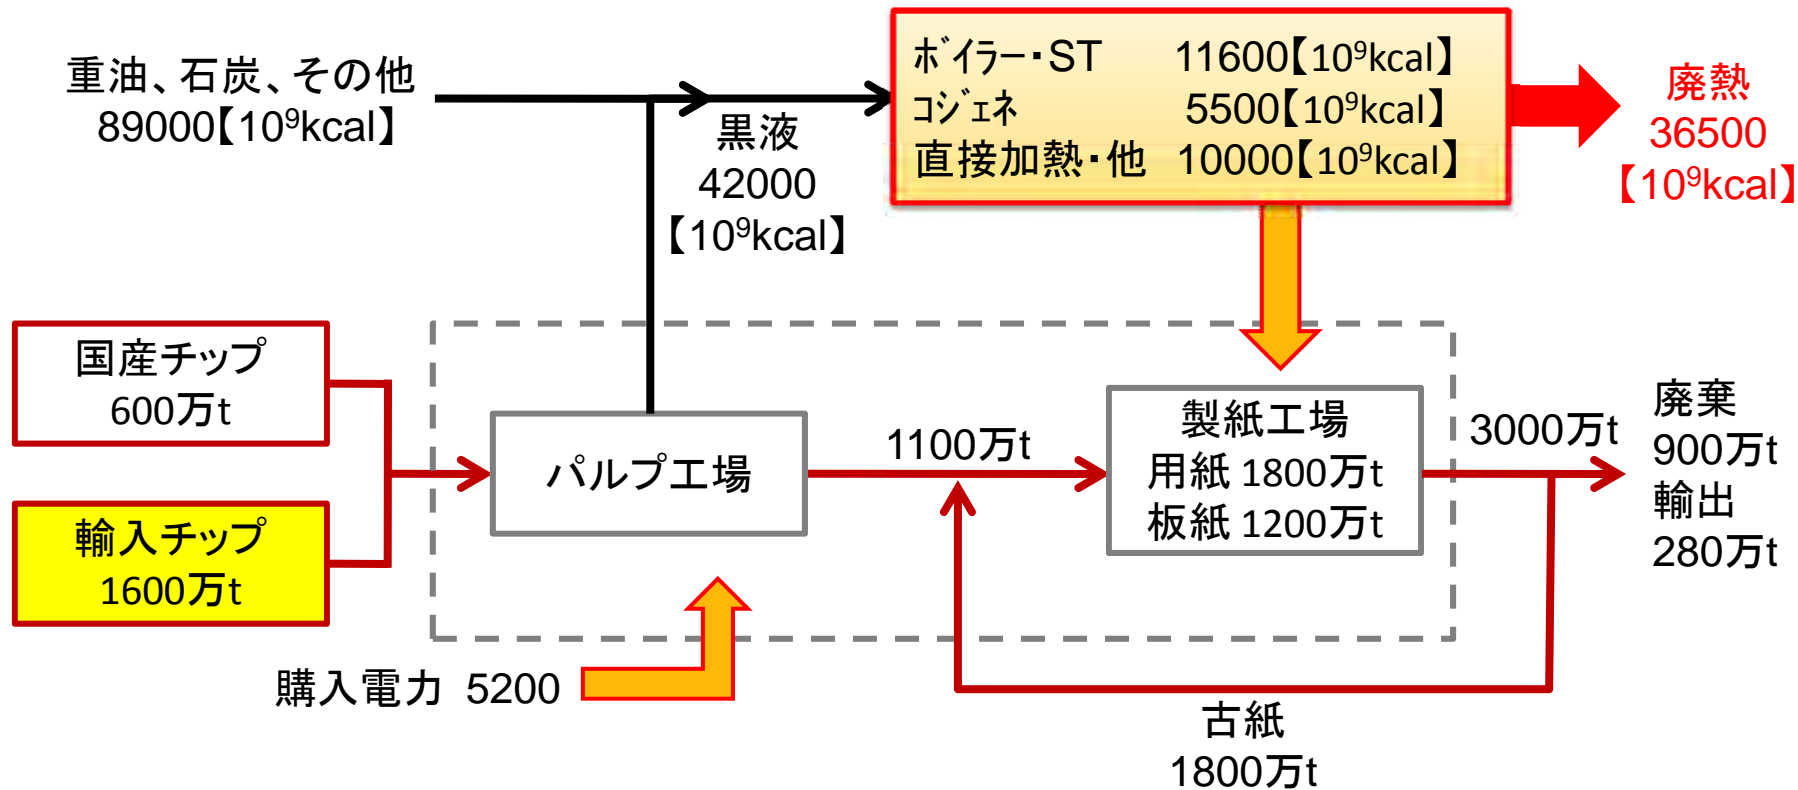 重油、石炭、その他
89000【10⁹kcal】
黒液
42000
【10⁹kcal】
ﾎﾞｲﾗｰ・ST 11600【10⁹kcal】
ｺｼﾞｪﾈ 5500【10⁹kcal】
直接加熱・他 10000【10⁹kcal】
廃熱
36500
【10⁹kcal】
国産チップ
600万t
輸入チップ
1600万t
パルプ工場
1100万t
製紙工場
用紙 1800万t
板紙 1200万t
3000万t
廃棄
900万t
輸出
280万t
購入電力 5200
古紙
1800万t